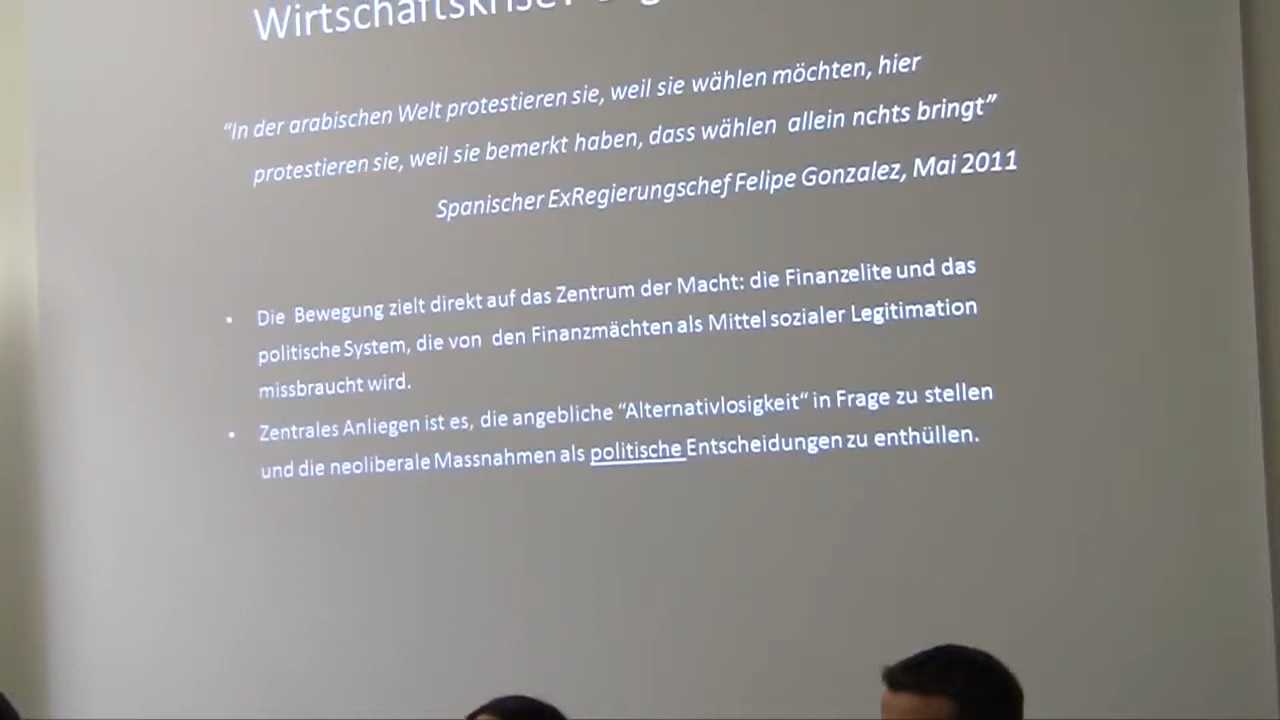 Wirtschaftskrise
“In der arabischen Welt protestieren sie, weil sie wählen möchten, hier
protestieren sie, weil sie bemerkt haben, dass wählen allein nchts bringt”
Spanischer ExRegierungschef Felipe Gonzalez, Mai 2011
• Die Bewegung zielt direkt auf das Zentrum der Macht: die Finanzelite und das
politische System, die von den Finanzmächten als Mittel sozialer Legitimation
missbraucht wird.
• Zentrales Anliegen ist es, die angebliche “Alternativlosigkeit“ in Frage zu stellen
und die neoliberale Massnahmen als politische Entscheidungen zu enthüllen.